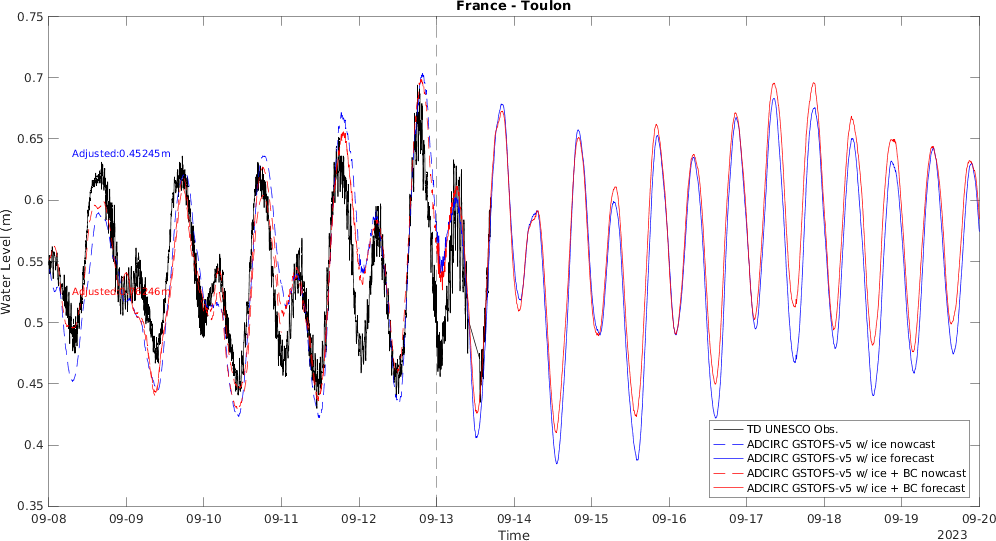 France - Toulon
0.75
0.7
0.65
0.6
0.55
0.5
0.45
0.4
0.35
Water Level (m)
Adjusted:0.45245m
TD UNESCO Obs.
ADCIRC GSTOFS-v5 w/ ice nowcast
ADCIRC GSTOFS-v5 w/ ice forecast
ADCIRC GSTOFS-v5 w/ ice + BC nowcast
ADCIRC GSTOFS-v5 w/ ice + BC forecast
09-08 09-09 09-10 09-11 09-12 09-13 09-14 09-15 09-16 09-17 09-18 09-19 09-20
Time
2023